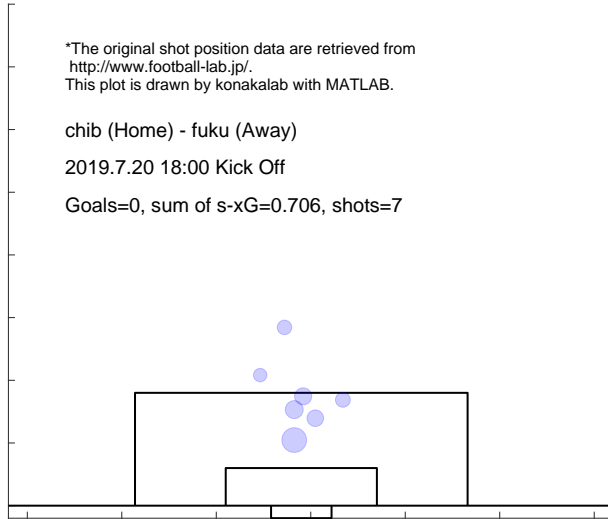 *The original shot position data are retrieved from
http://www.football-lab.jp/.
This plot is drawn by konakalab with MATLAB.
chib (Home) - fuku (Away)
2019.7.20 18:00 Kick Off
Goals=0, sum of s-xG=0.706, shots=7